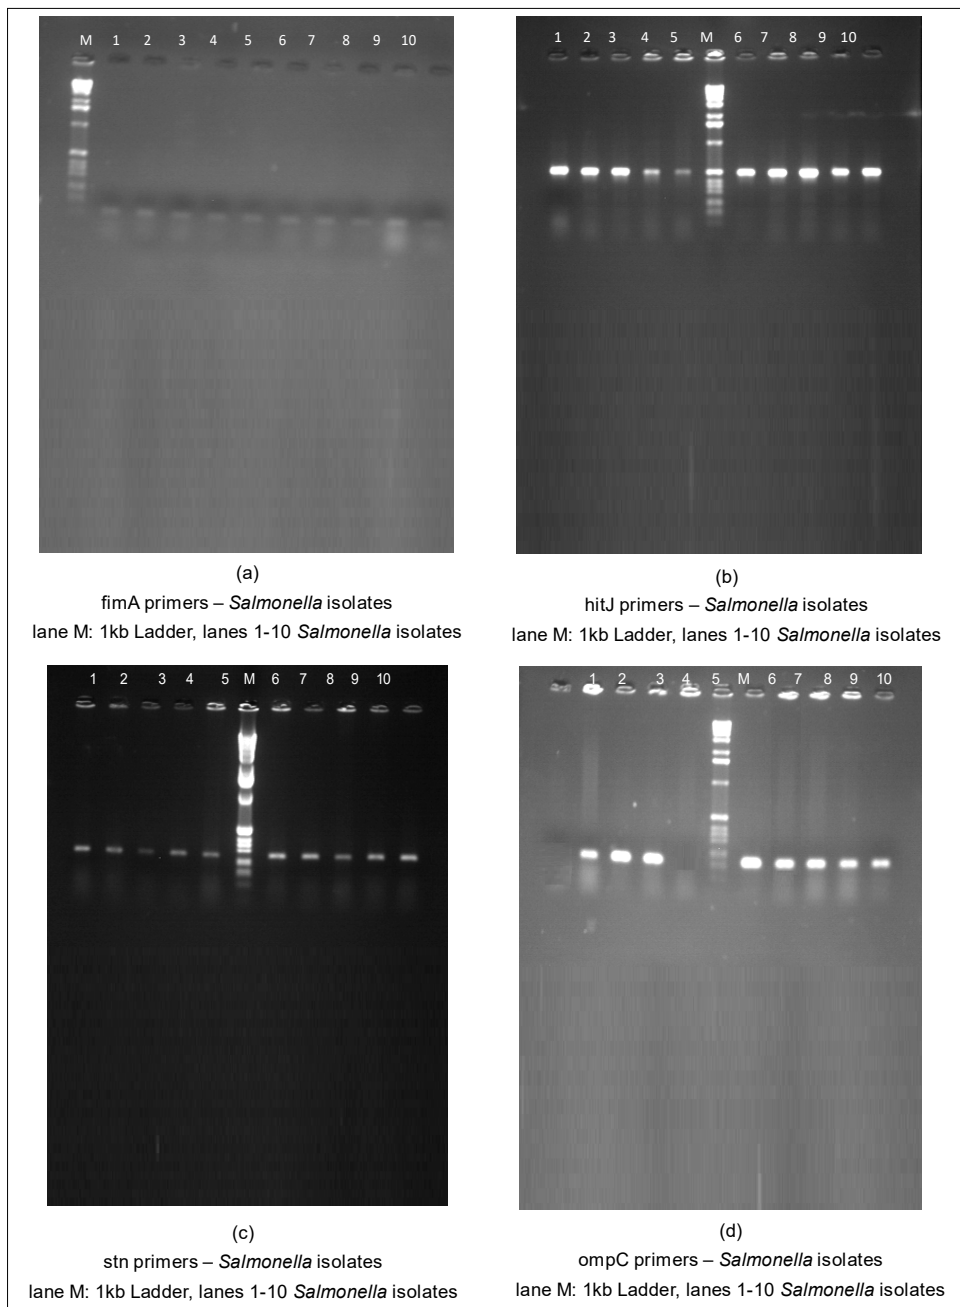 M 1 2 3 4 5 6 7 8 9 10
1 2 3 4 5 M 6 7 8 9 10
(a)
fimA primers – Salmonella isolates
lane M: 1kb Ladder, lanes 1-10 Salmonella isolates
(b)
hitJ primers – Salmonella isolates
lane M: 1kb Ladder, lanes 1-10 Salmonella isolates
1 2 3 4 5 M 6 7 8 9 10
1 2 3 4 5 M 6 7 8 9 10
(c)
stn primers – Salmonella isolates
lane M: 1kb Ladder, lanes 1-10 Salmonella isolates
(d)
ompC primers – Salmonella isolates
lane M: 1kb Ladder, lanes 1-10 Salmonella isolates